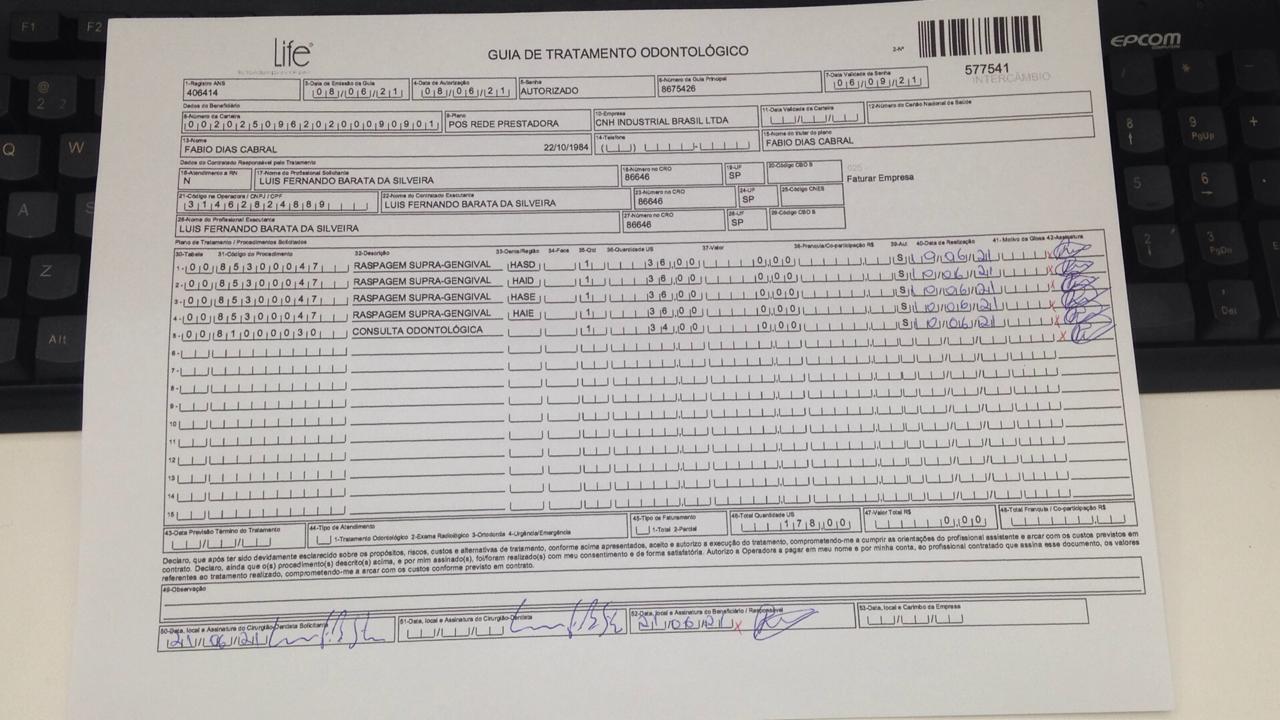 F1
F2
EPCOM
Life
GUIA DE TRATAMENTO ODONTOLÓGICO
2-Nº
577541
INTERCÂMBIO
1-Registro ANS
406414
3-Data de Emissão da Guia
08/06/21
4-Data de Autorização
08/06/21
5-Senha
AUTORIZADO
6-Número da Guia Principal
8675426
7-Data Validade da Senha
06/09/21
Dados do Beneficiário
8-Número da Carteira
00202509620200090901
9-Plano
POS REDE PRESTADORA
10-Empresa
CNH INDUSTRIAL BRASIL LTDA
11-Data Validade da Carteira
12-Número do Cartão Nacional de Saúde
13-Nome
FABIO DIAS CABRAL 22/10/1984
14-Telefone
15-Nome do titular do plano
FABIO DIAS CABRAL
Dados do Contratado Responsável pelo Tratamento
16-Atendimento a RN
N
17-Nome do Profissional Solicitante
LUIS FERNANDO BARATA DA SILVEIRA
18-Número no CRO
86646
19-UF
SP
20-Código CBO S
025 -
Faturar Empresa
21-Código na Operadora / CNPJ / CPF
31462824889
22-Nome do Contratado Executante
LUIS FERNANDO BARATA DA SILVEIRA
23-Número no CRO
86646
24-UF
SP
25-Código CNES
26-Nome do Profissional Executante
LUIS FERNANDO BARATA DA SILVEIRA
27-Número no CRO
86646
28-UF
SP
29-Código CBO S
Plano de Tratamento / Procedimentos Solicitados
30-Tabela 31-Código do Procedimento 32-Descrição 33-Dente/Região 34-Face 35-Qtd 36-Quantidade US 37-Valor 38-Franquia/Co-participação R$ 39-Aut 40-Data de Realização 41-Motivo da Glosa 42-Assinatura
1- 00 85300047 RASPAGEM SUPRA-GENGIVAL HASD 1 36,00 0,00 S 10/06/21
2- 00 85300047 RASPAGEM SUPRA-GENGIVAL HAID 1 36,00 0,00 S 10/06/21
3- 00 85300047 RASPAGEM SUPRA-GENGIVAL HASE 1 36,00 0,00 S 10/06/21
4- 00 85300047 RASPAGEM SUPRA-GENGIVAL HAIE 1 36,00 0,00 S 10/06/21
5- 00 81000030 CONSULTA ODONTOLÓGICA 1 34,00 0,00 S 10/06/21
6-
7-
8-
9-
10
11
12
13
14
15
43-Data Previsão Término do Tratamento
44-Tipo de Atendimento
1-Tratamento Odontológico 2-Exame Radiológico 3-Ortodontia 4-Urgência/Emergência
45-Tipo de Faturamento
1-Total 2-Parcial
46-Total Quantidade US
178,00
47-Valor Total R$
0,00
48-Total Franquia / Co-participação R$
Declaro, que após ter sido devidamente esclarecido sobre os propósitos, riscos, custos e alternativas de tratamento, conforme acima apresentados, aceito e autorizo a execução do tratamento, comprometendo-me a cumprir as orientações do profissional assistente e arcar com os custos previstos em
contrato. Declaro, ainda que o(s) procedimento(s) descrito(s) acima, e por mim assinado(s), foi/foram realizado(s) com meu consentimento e de forma satisfatória. Autorizo a Operadora a pagar em meu nome e por minha conta, ao profissional contratado que assina esse documento, os valores
referentes ao tratamento realizado, comprometendo-me a arcar com os custos conforme previsto em contrato.
49-Observação
50-Data, local e Assinatura do Cirurgião-Dentista Solicitante
21/06/21
51-Data, local e Assinatura do Cirurgião-Dentista
52-Data, local e Assinatura do Beneficiário / Responsável
21/06/21
53-Data, local e Carimbo da Empresa